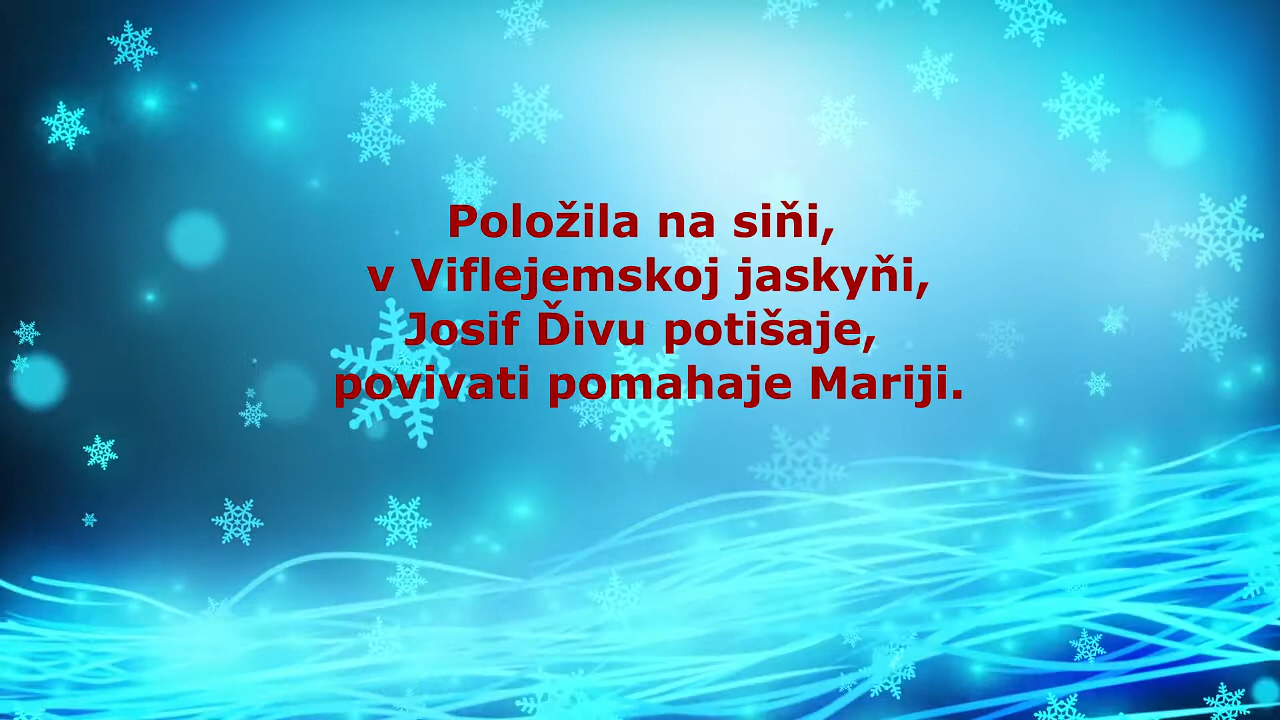 Položila na siňi,
v Viflejemskoj jaskyňi,
Josif Ďivu potišaje,
povivati pomahaje Mariji.